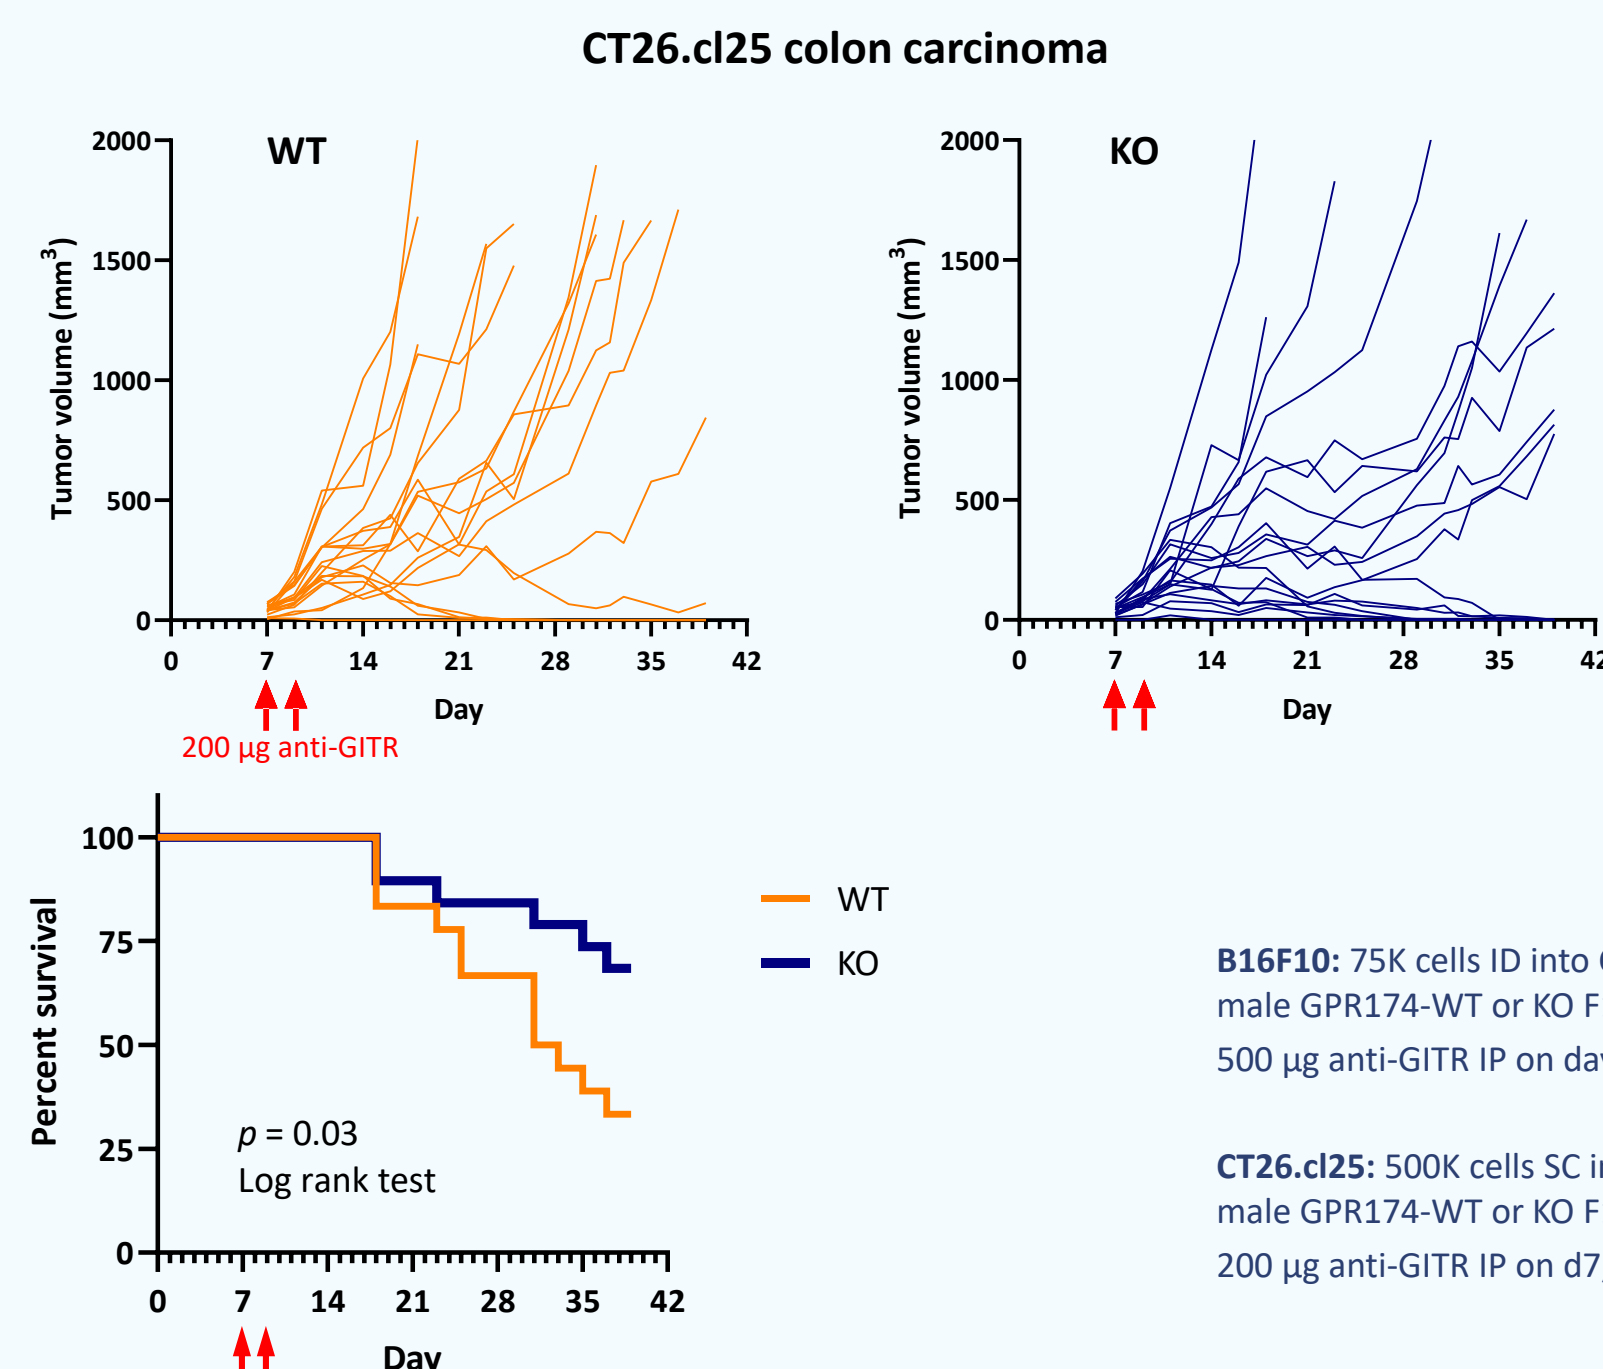 CT26.cl25 colon carcinoma
WT
Tumor volume (mm³)
2000
1500
1000
500
0
0 7 14 21 28 35 42
Day
200 µg anti-GITR
KO
Tumor volume (mm³)
2000
1500
1000
500
0
0 7 14 21 28 35 42
Day
Percent survival
100
75
50
25
0
p = 0.03
Log rank test
0 7 14 21 28 35 42
Day
WT
KO
B16F10: 75K cells ID into
male GPR174-WT or KO F
500 µg anti-GITR IP on
CT26.cl25: 500K cells SC
male GPR174-WT or KO F
200 µg anti-GITR IP on d7,